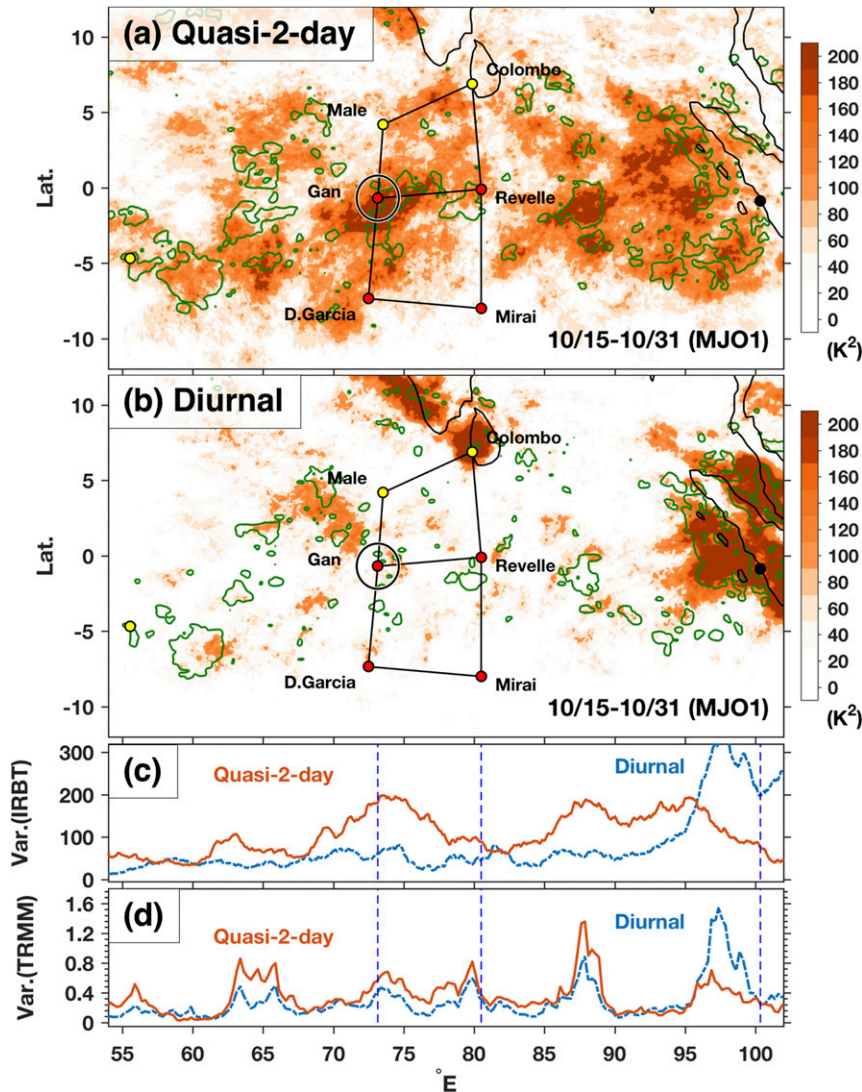 (a) Quasi-2-day
Lat.
10
5
0
-5
-10
Colombo
Male
Gan
Revelle
D.Garcia
Mirai
10/15-10/31 (MJO1)
200
180
160
140
120
100
80
60
40
20
0
(K²)
(b) Diurnal
Lat.
10
5
0
-5
-10
Colombo
Male
Gan
Revelle
D.Garcia
Mirai
10/15-10/31 (MJO1)
200
180
160
140
120
100
80
60
40
20
0
(K²)
(c)
Quasi-2-day
Diurnal
Var.(IRBT)
300
200
100
0
(d)
Quasi-2-day
Diurnal
Var.(TRMM)
1.6
1.2
0.8
0.4
0
54 60 65 70 75 80 85 90 95 100
°E